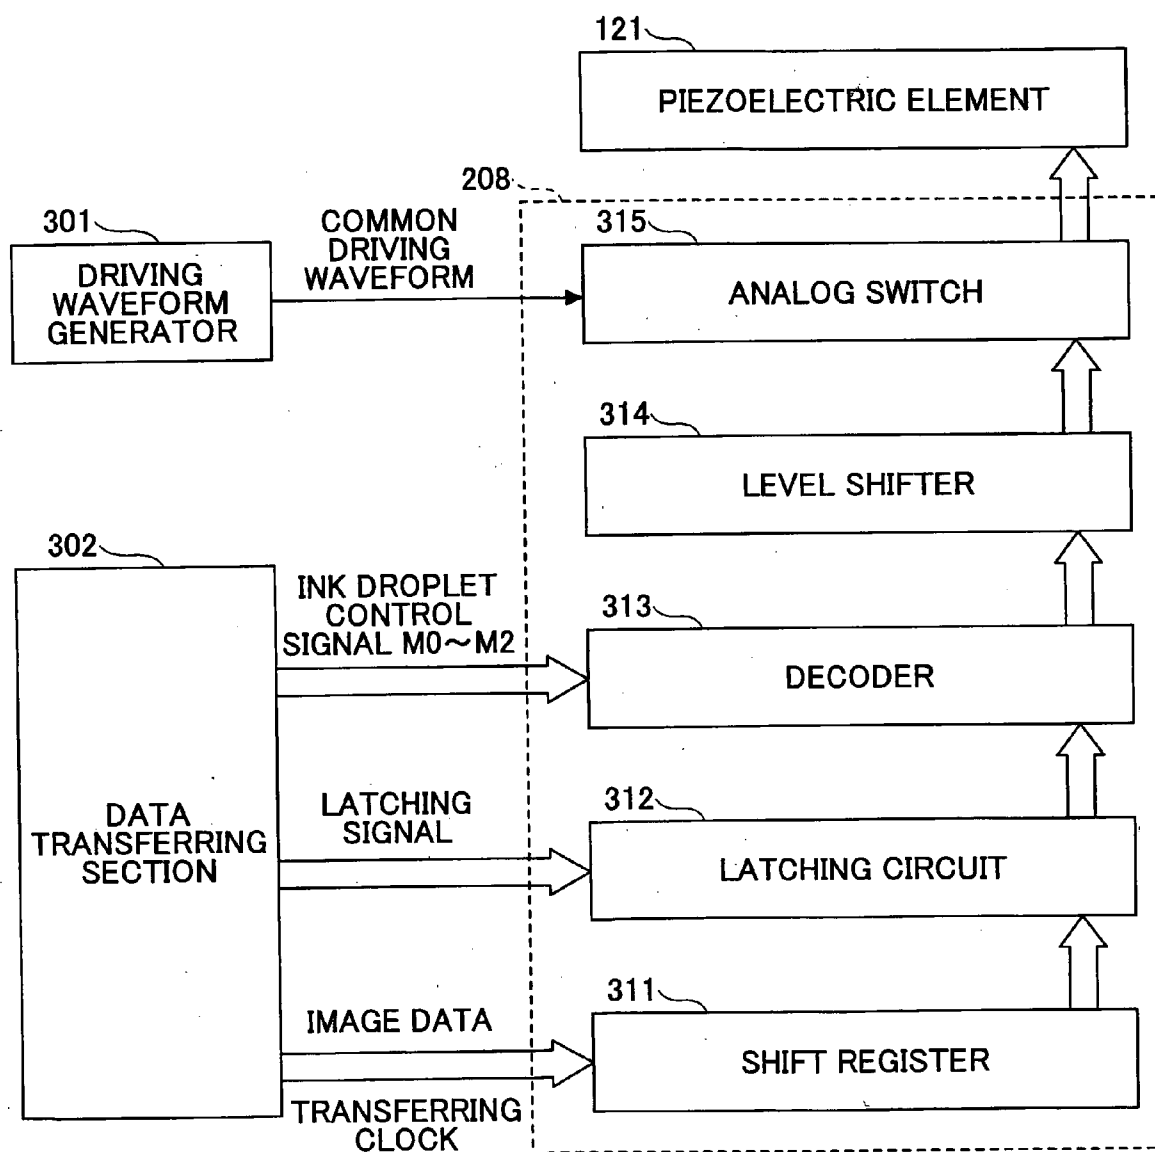 121
PIEZOELECTRIC ELEMENT
208
301
DRIVING
WAVEFORM
GENERATOR
COMMON
DRIVING
WAVEFORM
315
ANALOG SWITCH
314
LEVEL SHIFTER
302
DATA
TRANSFERRING
SECTION
INK DROPLET
CONTROL
SIGNAL M0～M2
313
DECODER
LATCHING
SIGNAL
312
LATCHING CIRCUIT
IMAGE DATA
TRANSFERRING
CLOCK
311
SHIFT REGISTER